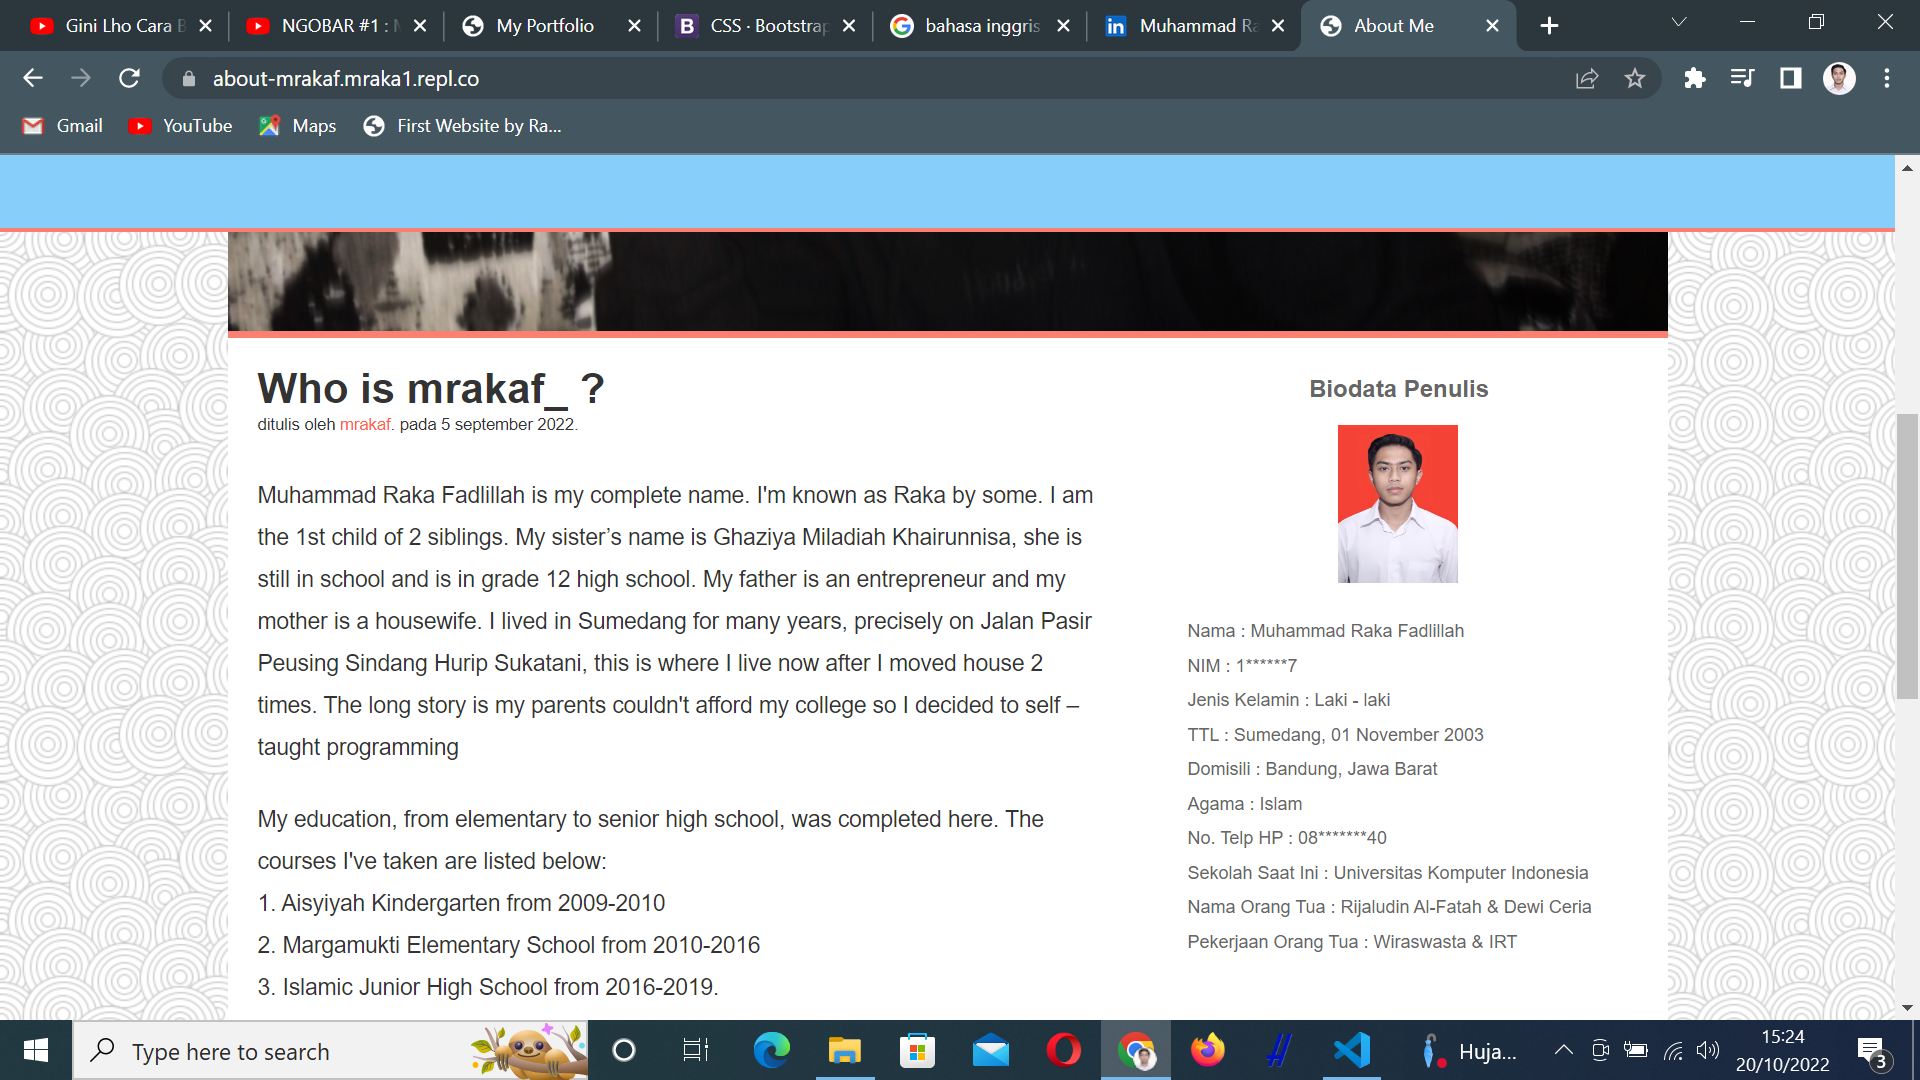 Gini Lho Cara B
NGOBAR #1 : M
My Portfolio
CSS · Bootstrap
bahasa inggris
Muhammad Ra
About Me
about-mrakaf.mraka1.repl.co
Gmail
YouTube
Maps
First Website by Ra...
Who is mrakaf_ ?
ditulis oleh mrakaf. pada 5 september 2022.
Muhammad Raka Fadlillah is my complete name. I'm known as Raka by some. I am
the 1st child of 2 siblings. My sister’s name is Ghaziya Miladiah Khairunnisa, she is
still in school and is in grade 12 high school. My father is an entrepreneur and my
mother is a housewife. I lived in Sumedang for many years, precisely on Jalan Pasir
Peusing Sindang Hurip Sukatani, this is where I live now after I moved house 2
times. The long story is my parents couldn't afford my college so I decided to self –
taught programming
My education, from elementary to senior high school, was completed here. The
courses I've taken are listed below:
1. Aisyiyah Kindergarten from 2009-2010
2. Margamukti Elementary School from 2010-2016
3. Islamic Junior High School from 2016-2019.
Biodata Penulis
Nama : Muhammad Raka Fadlillah
NIM : 1******7
Jenis Kelamin : Laki - laki
TTL : Sumedang, 01 November 2003
Domisili : Bandung, Jawa Barat
Agama : Islam
No. Telp HP : 08*******40
Sekolah Saat Ini : Universitas Komputer Indonesia
Nama Orang Tua : Rijaludin Al-Fatah & Dewi Ceria
Pekerjaan Orang Tua : Wiraswasta & IRT
Type here to search
Huja...
15:24
20/10/2022
3